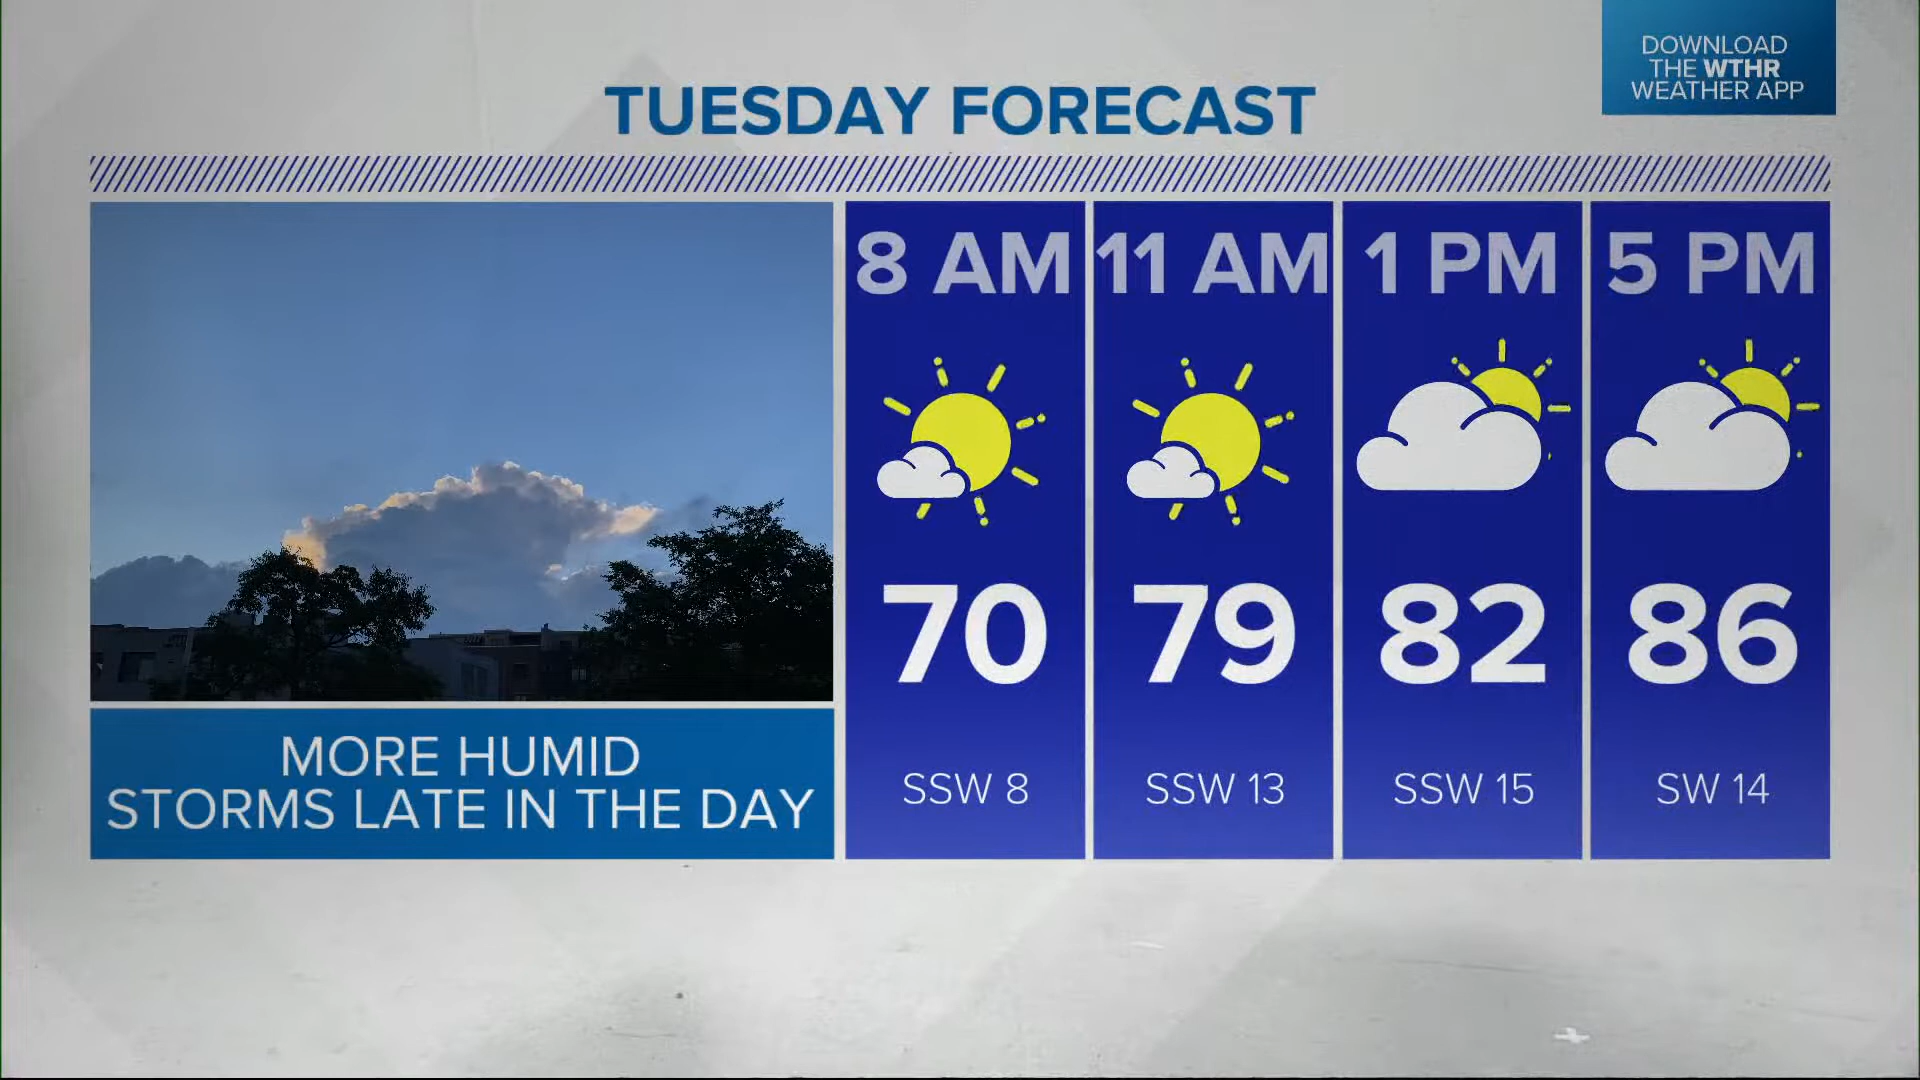 DOWNLOAD
THE WTHR
WEATHER APP
TUESDAY FORECAST
MORE HUMID
STORMS LATE IN THE DAY
8 AM
70
SSW 8
11 AM
79
SSW 13
1 PM
82
SSW 15
5 PM
86
SW 14